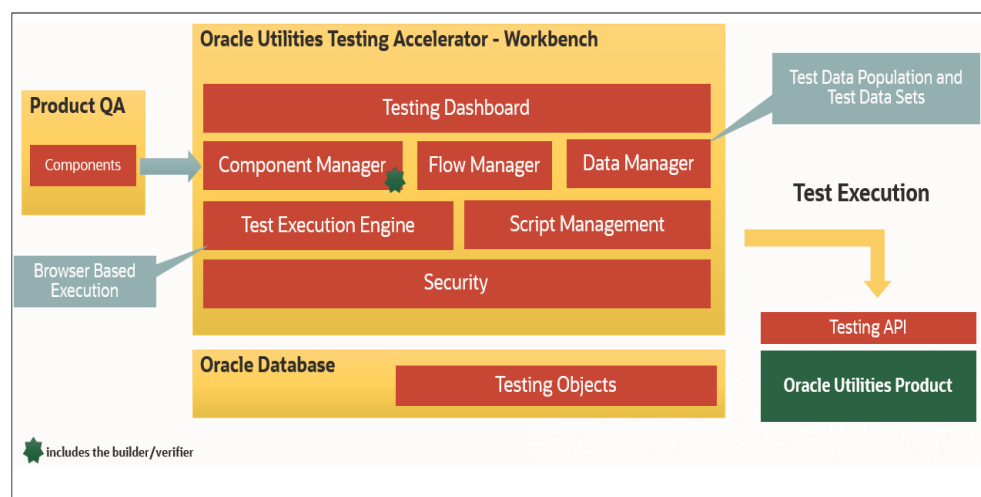 Oracle Utilities Testing Accelerator - Workbench
Product QA
Components
Testing Dashboard
Component Manager
Flow Manager
Data Manager
Test Execution Engine
Script Management
Security
Test Data Population and
Test Data Sets
Browser Based
Execution
Test Execution
Testing API
Oracle Utilities Product
Oracle Database
Testing Objects
includes the builder/verifier